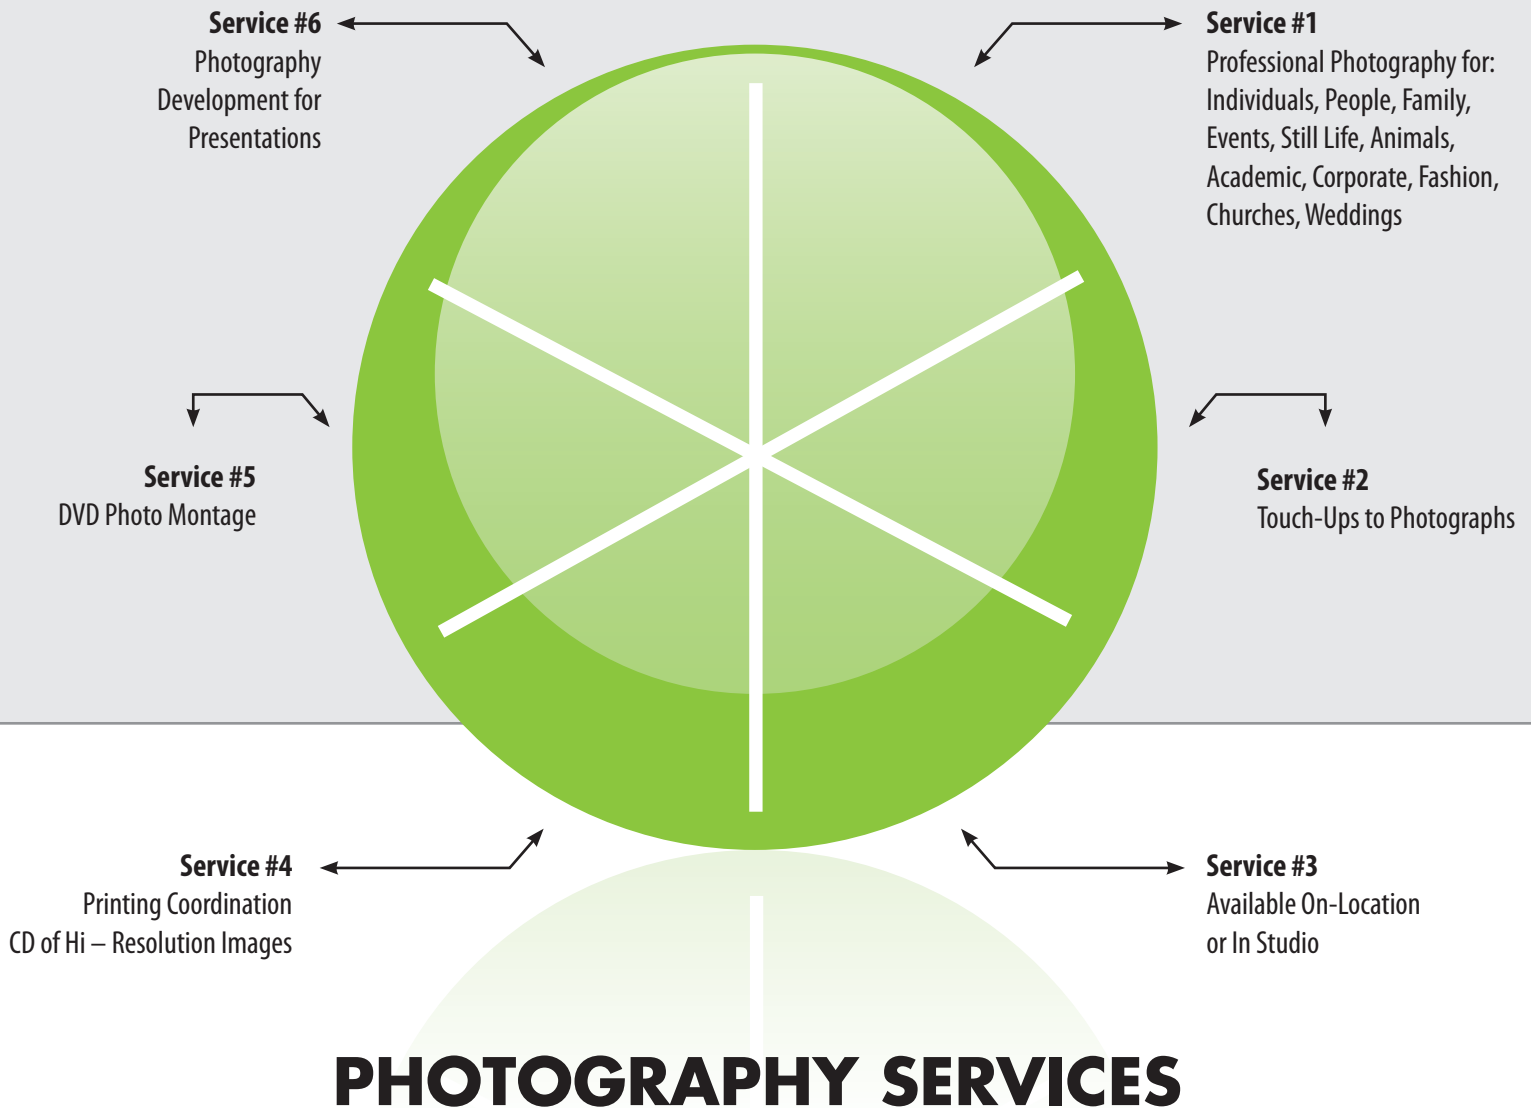 Service #6
Photography
Development for
Presentations
Service #1
Professional Photography for:
Individuals, People, Family,
Events, Still Life, Animals,
Academic, Corporate, Fashion,
Churches, Weddings
Service #5
DVD Photo Montage
Service #2
Touch-Ups to Photographs
Service #4
Printing Coordination
CD of Hi – Resolution Images
Service #3
Available On-Location
or In Studio
PHOTOGRAPHY SERVICES